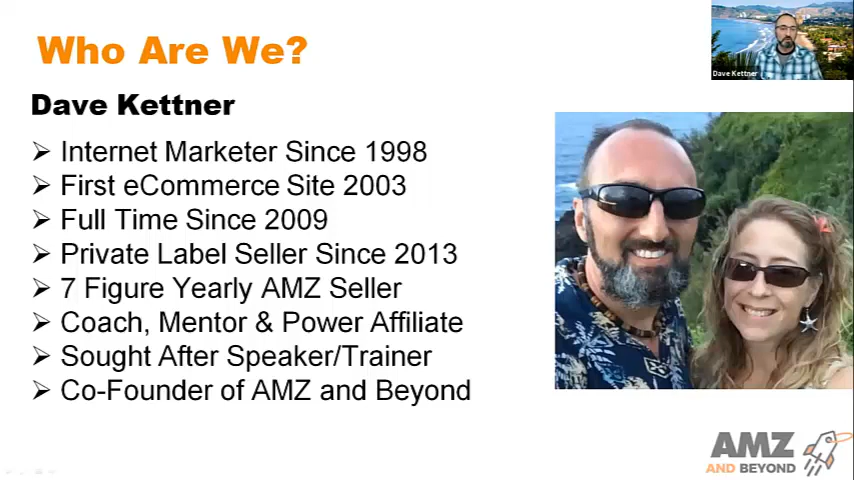 Who Are We?
Dave Kettner
Dave Kettner
Internet Marketer Since 1998
First eCommerce Site 2003
Full Time Since 2009
Private Label Seller Since 2013
7 Figure Yearly AMZ Seller
Coach, Mentor & Power Affiliate
Sought After Speaker/Trainer
Co-Founder of AMZ and Beyond
AMZ
AND BEYOND